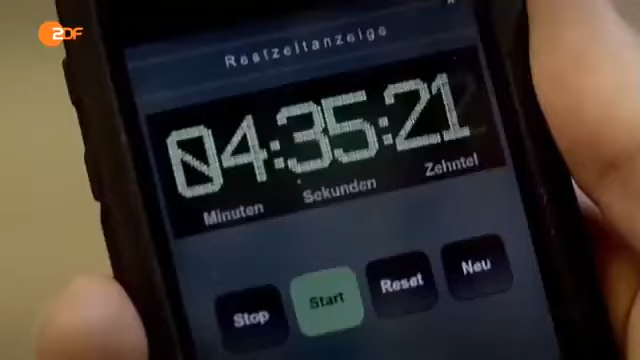 ZDF
Restzeitanzeige
04:35:21
Minuten Sekunden Zehntel
Stop Start Reset Neu